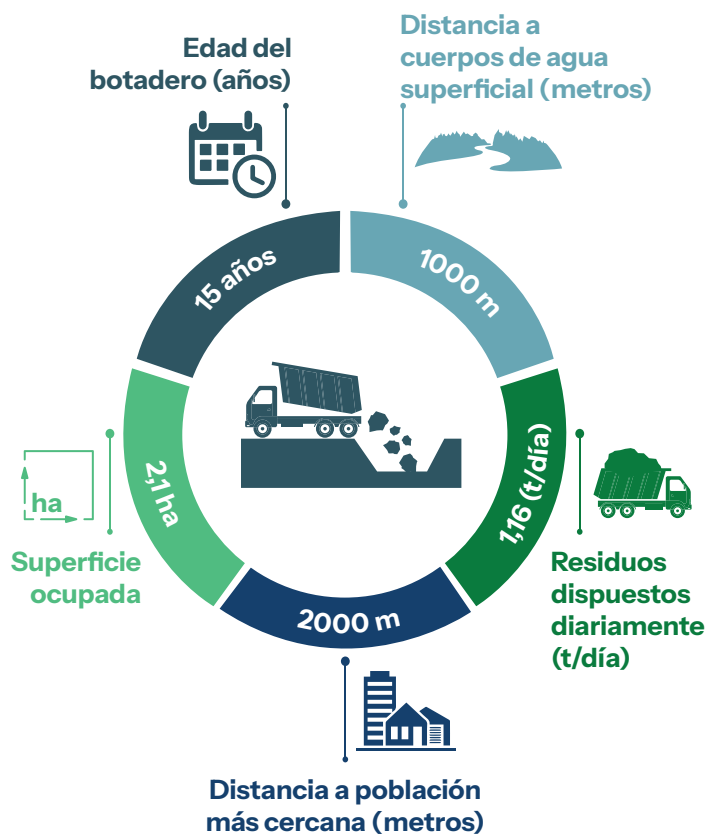 Edad del
botadero (años)
Distancia a
cuerpos de agua
superficial (metros)
15 años
1000 m
2,1 ha
1,16 (t/día)
2000 m
ha
Superficie
ocupada
Residuos
dispuestos
diariamente
(t/día)
Distancia a población
más cercana (metros)